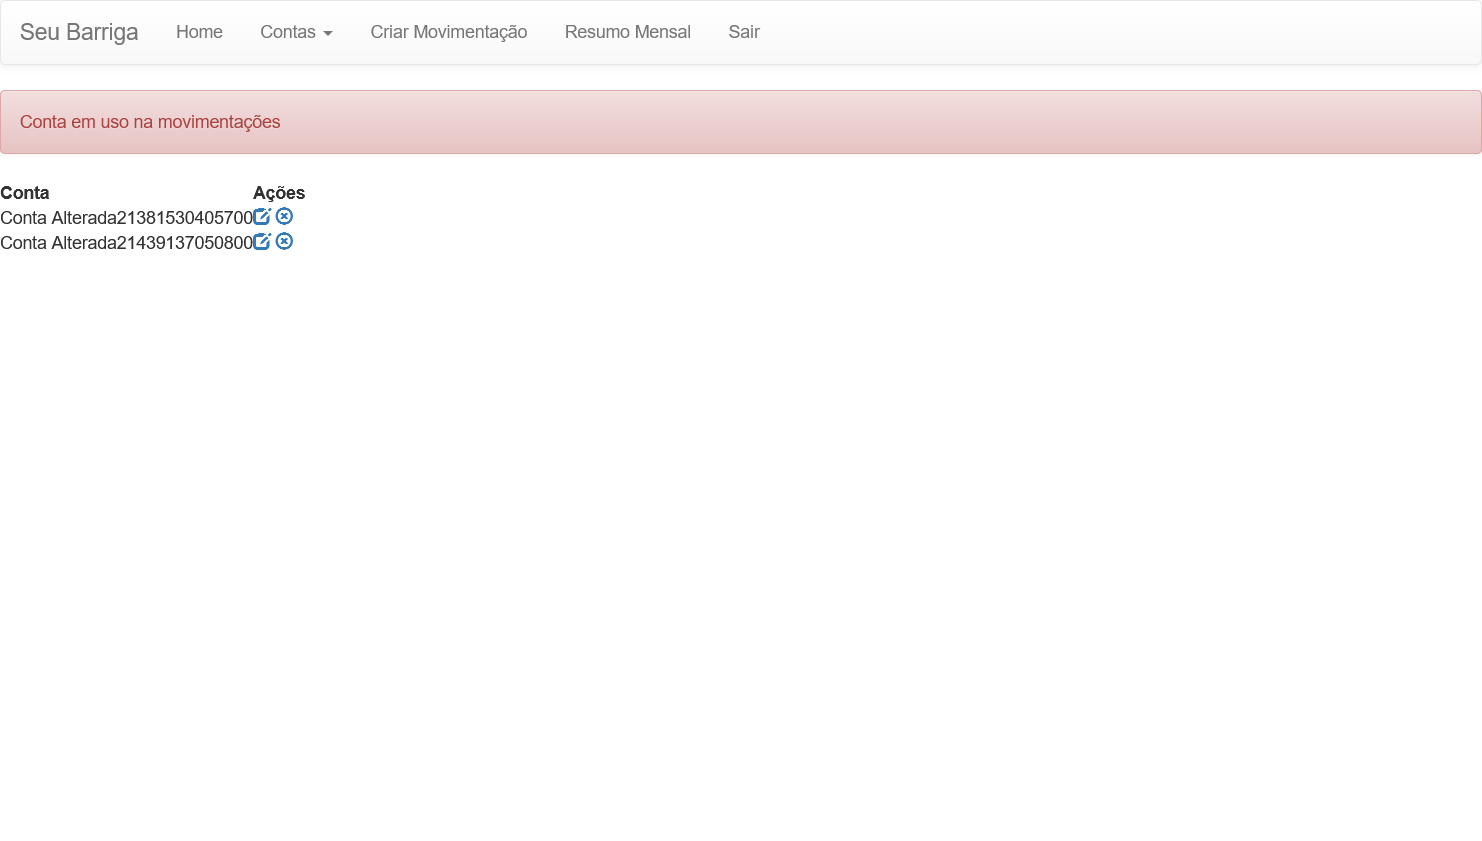 Seu Barriga Home Contas Criar Movimentação Resumo Mensal Sair
Conta em uso na movimentações
Conta Ações
Conta Alterada21381530405700
Conta Alterada21439137050800